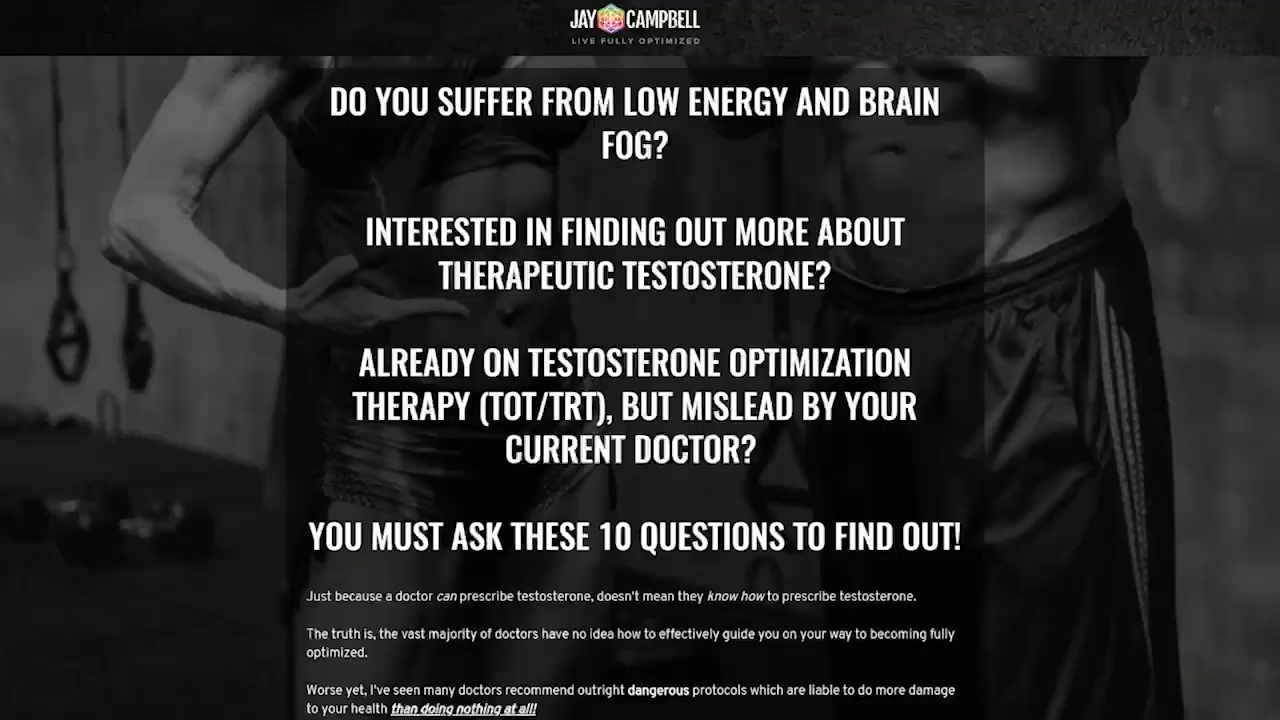 JAY CAMPBELL
LIVE FULLY OPTIMIZED
DO YOU SUFFER FROM LOW ENERGY AND BRAIN
FOG?
INTERESTED IN FINDING OUT MORE ABOUT
THERAPEUTIC TESTOSTERONE?
ALREADY ON TESTOSTERONE OPTIMIZATION
THERAPY (TOT/TRT), BUT MISLEAD BY YOUR
CURRENT DOCTOR?
YOU MUST ASK THESE 10 QUESTIONS TO FIND OUT!
Just because a doctor can prescribe testosterone, doesn't mean they know how to prescribe testosterone.
The truth is, the vast majority of doctors have no idea how to effectively guide you on your way to becoming fully
optimized.
Worse yet, I've seen many doctors recommend outright dangerous protocols which are liable to do more damage
to your health than doing nothing at all!